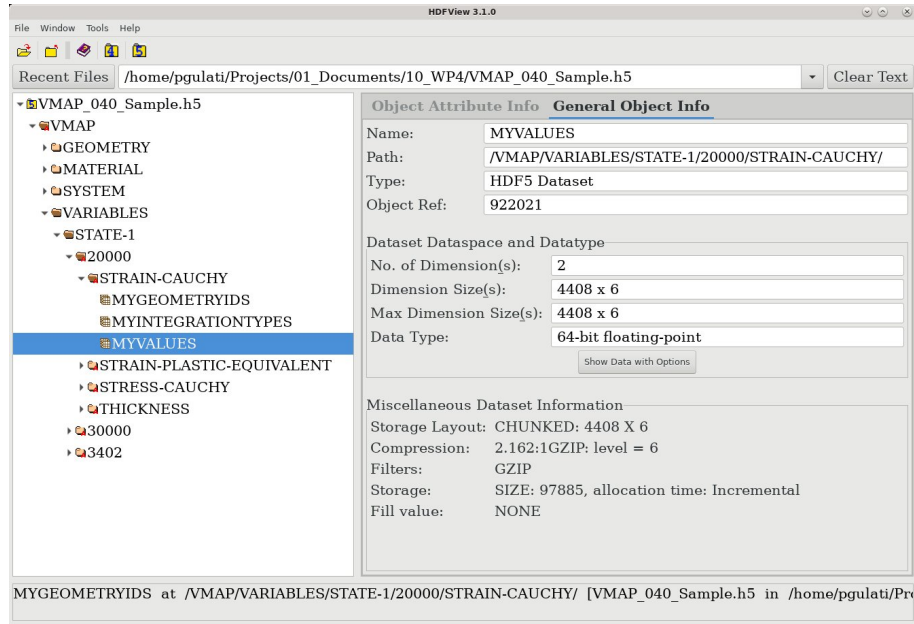 HDFView 3.1.0
File Window Tools Help
Recent Files /home/pgulati/Projects/01_Documents/10_WP4/VMAP_040_Sample.h5 Clear Text
VMAP_040_Sample.h5
VMAP
GEOMETRY
MATERIAL
SYSTEM
VARIABLES
STATE-1
20000
STRAIN-CAUCHY
MYGEOMETRYIDS
MYINTEGRATIONTYPES
MYVALUES
STRAIN-PLASTIC-EQUIVALENT
STRESS-CAUCHY
THICKNESS
30000
3402
Object Attribute Info General Object Info
Name: MYVALUES
Path: /VMAP/VARIABLES/STATE-1/20000/STRAIN-CAUCHY/
Type: HDF5 Dataset
Object Ref: 922021
Dataset Dataspace and Datatype
No. of Dimension(s): 2
Dimension Size(s): 4408 x 6
Max Dimension Size(s): 4408 x 6
Data Type: 64-bit floating-point
Show Data with Options
Miscellaneous Dataset Information
Storage Layout: CHUNKED: 4408 X 6
Compression: 2.162:1GZIP: level = 6
Filters: GZIP
Storage: SIZE: 97885, allocation time: Incremental
Fill value: NONE
MYGEOMETRYIDS at /VMAP/VARIABLES/STATE-1/20000/STRAIN-CAUCHY/ [VMAP_040_Sample.h5 in /home/pgulati/Pro